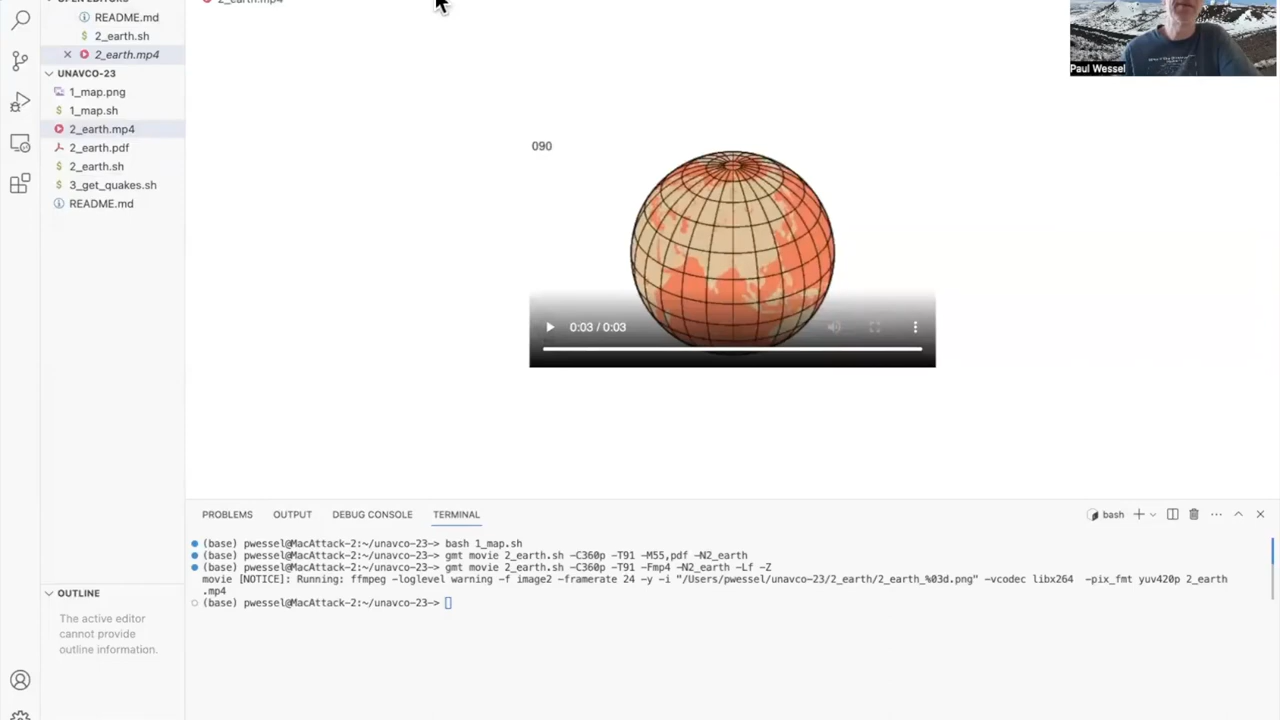 OPEN EDITORS
README.md
2_earth.sh
2_earth.mp4
UNAVCO-23
1_map.png
1_map.sh
2_earth.mp4
2_earth.pdf
2_earth.sh
3_get_quakes.sh
README.md
2_earth.mp4
Paul Wessel
090
0:03 / 0:03
PROBLEMS OUTPUT DEBUG CONSOLE TERMINAL
bash
(base) pwessel@MacAttack-2:~/unavco-23-> bash 1_map.sh
(base) pwessel@MacAttack-2:~/unavco-23-> gmt movie 2_earth.sh -C360p -T91 -M55,pdf -N2_earth
(base) pwessel@MacAttack-2:~/unavco-23-> gmt movie 2_earth.sh -C360p -T91 -Fmp4 -N2_earth -Lf -Z
movie [NOTICE]: Running: ffmpeg -loglevel warning -f image2 -framerate 24 -y -i "/Users/pwessel/unavco-23/2_earth/2_earth_%03d.png" -vcodec libx264  -pix_fmt yuv420p 2_earth
.mp4
(base) pwessel@MacAttack-2:~/unavco-23->
OUTLINE
The active editor
cannot provide
outline information.